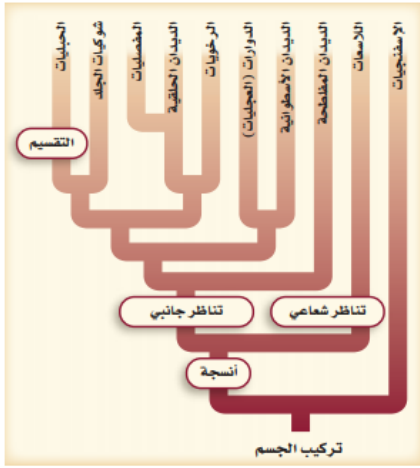 الإسفنجيات
اللاسعات
الديدان المفلطحة
الديدان الأسطوانية
الدوارات (العجليات)
الرخويات
الديدان الحلقية
المفصليات
شوكيات الجلد
الحبليات
التقسيم
تناظر شعاعي
تناظر جانبي
أنسجة
تركيب الجسم